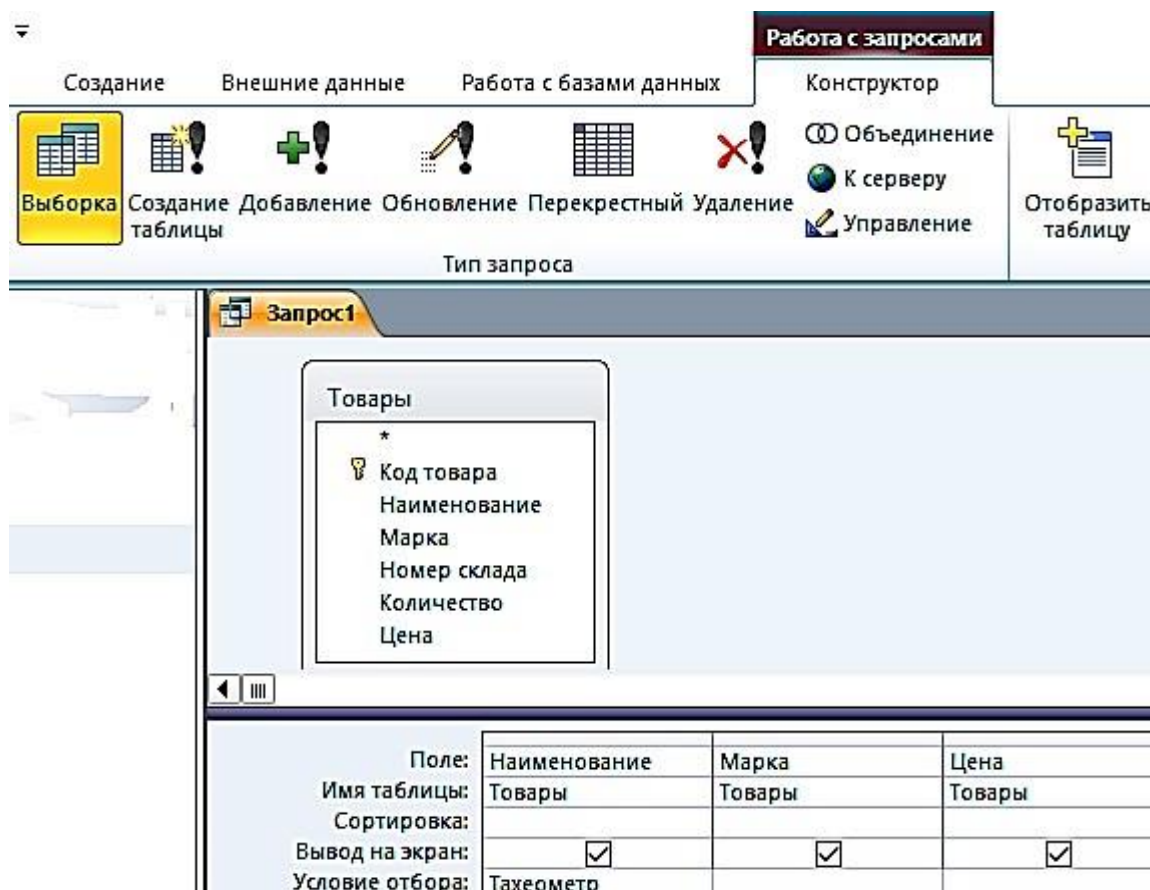 Работа с запросами
Создание Внешние данные Работа с базами данных Конструктор
Выборка Создание таблицы Добавление Обновление Перекрестный Удаление
Объединение
К серверу
Управление
Отобразить таблицу
Тип запроса
Запрос1
Товары
*
Код товара
Наименование
Марка
Номер склада
Количество
Цена
Поле: Наименование Марка Цена
Имя таблицы: Товары Товары Товары
Сортировка:
Вывод на экран:
Условие отбора: Тахеометр